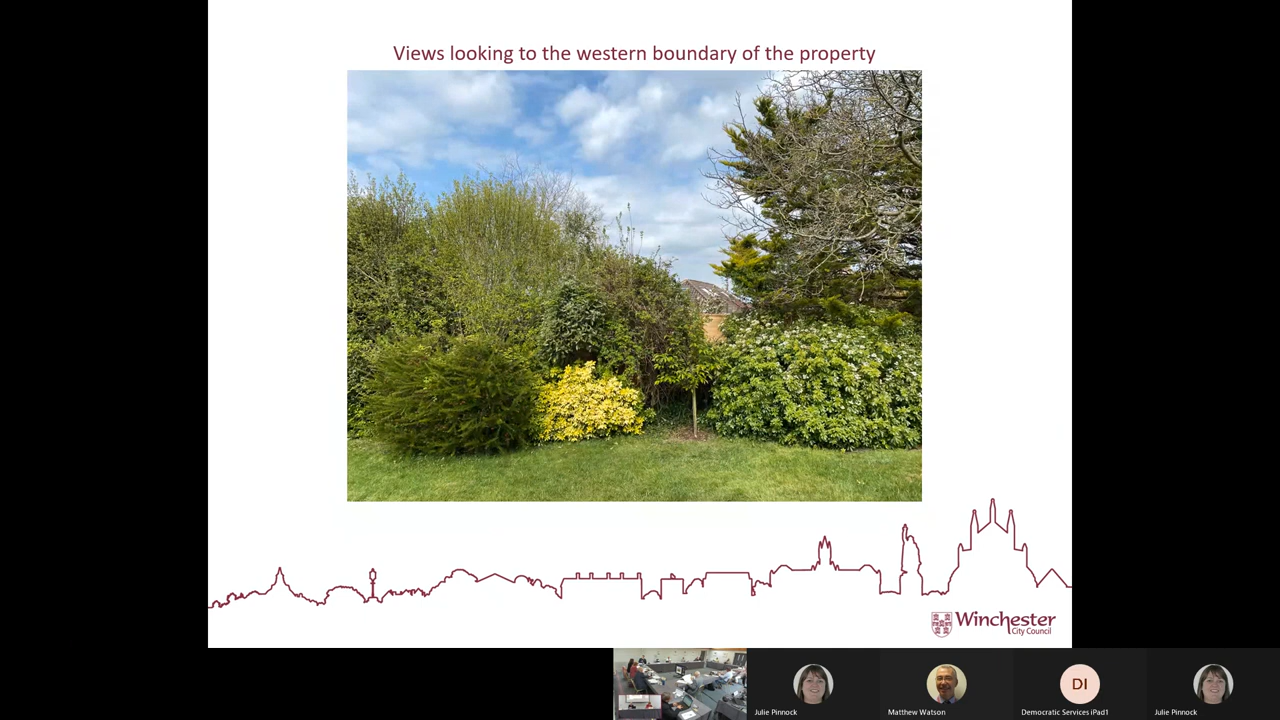 Views looking to the western boundary of the property
Winchester
City Council
Julie Pinnock
Matthew Watson
DI
Democratic Services iPad1
Julie Pinnock